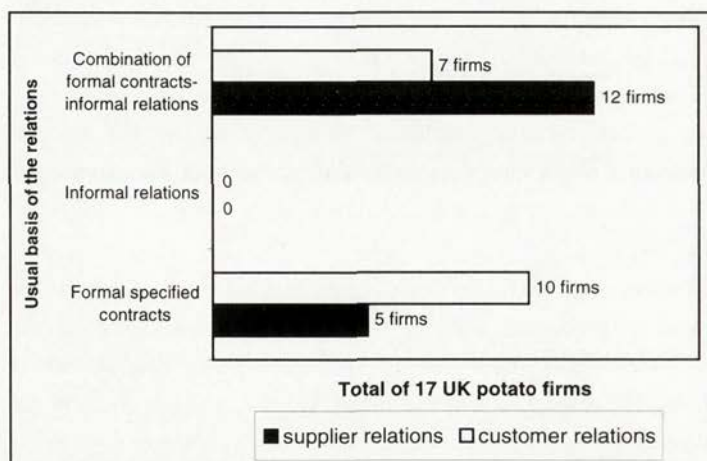 Usual basis of the relations
Combination of
formal contracts-
informal relations
7 firms
12 firms
Informal relations
0
0
Formal specified
contracts
10 firms
5 firms
Total of 17 UK potato firms
supplier relations
customer relations